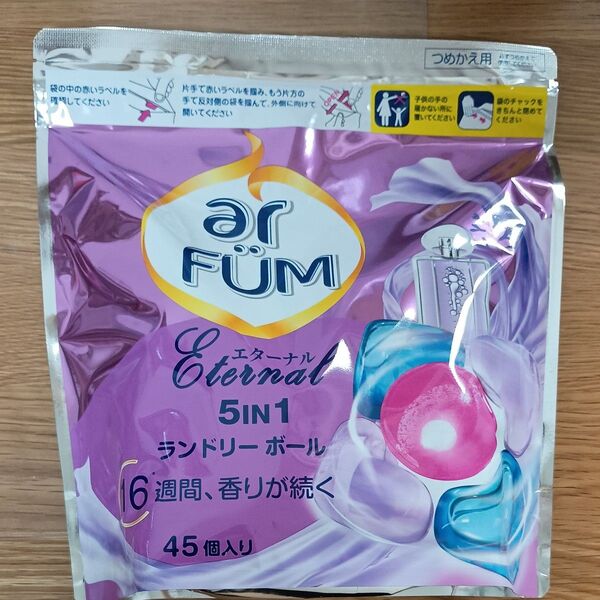 つめかえ用
袋の中の赤いラベルを
確認してください
片手で赤いラベルを掴み、もう片方の
手で反対側の袋を掴んで、外側に向けて
開いてください
子供の手の
届かない所に
置いてください
袋のチャックを
きちんと閉めて
ください
ar
FÜM
エターナル
Eternal
5IN1
ランドリー ボール
16週間、香りが続く
45個入り